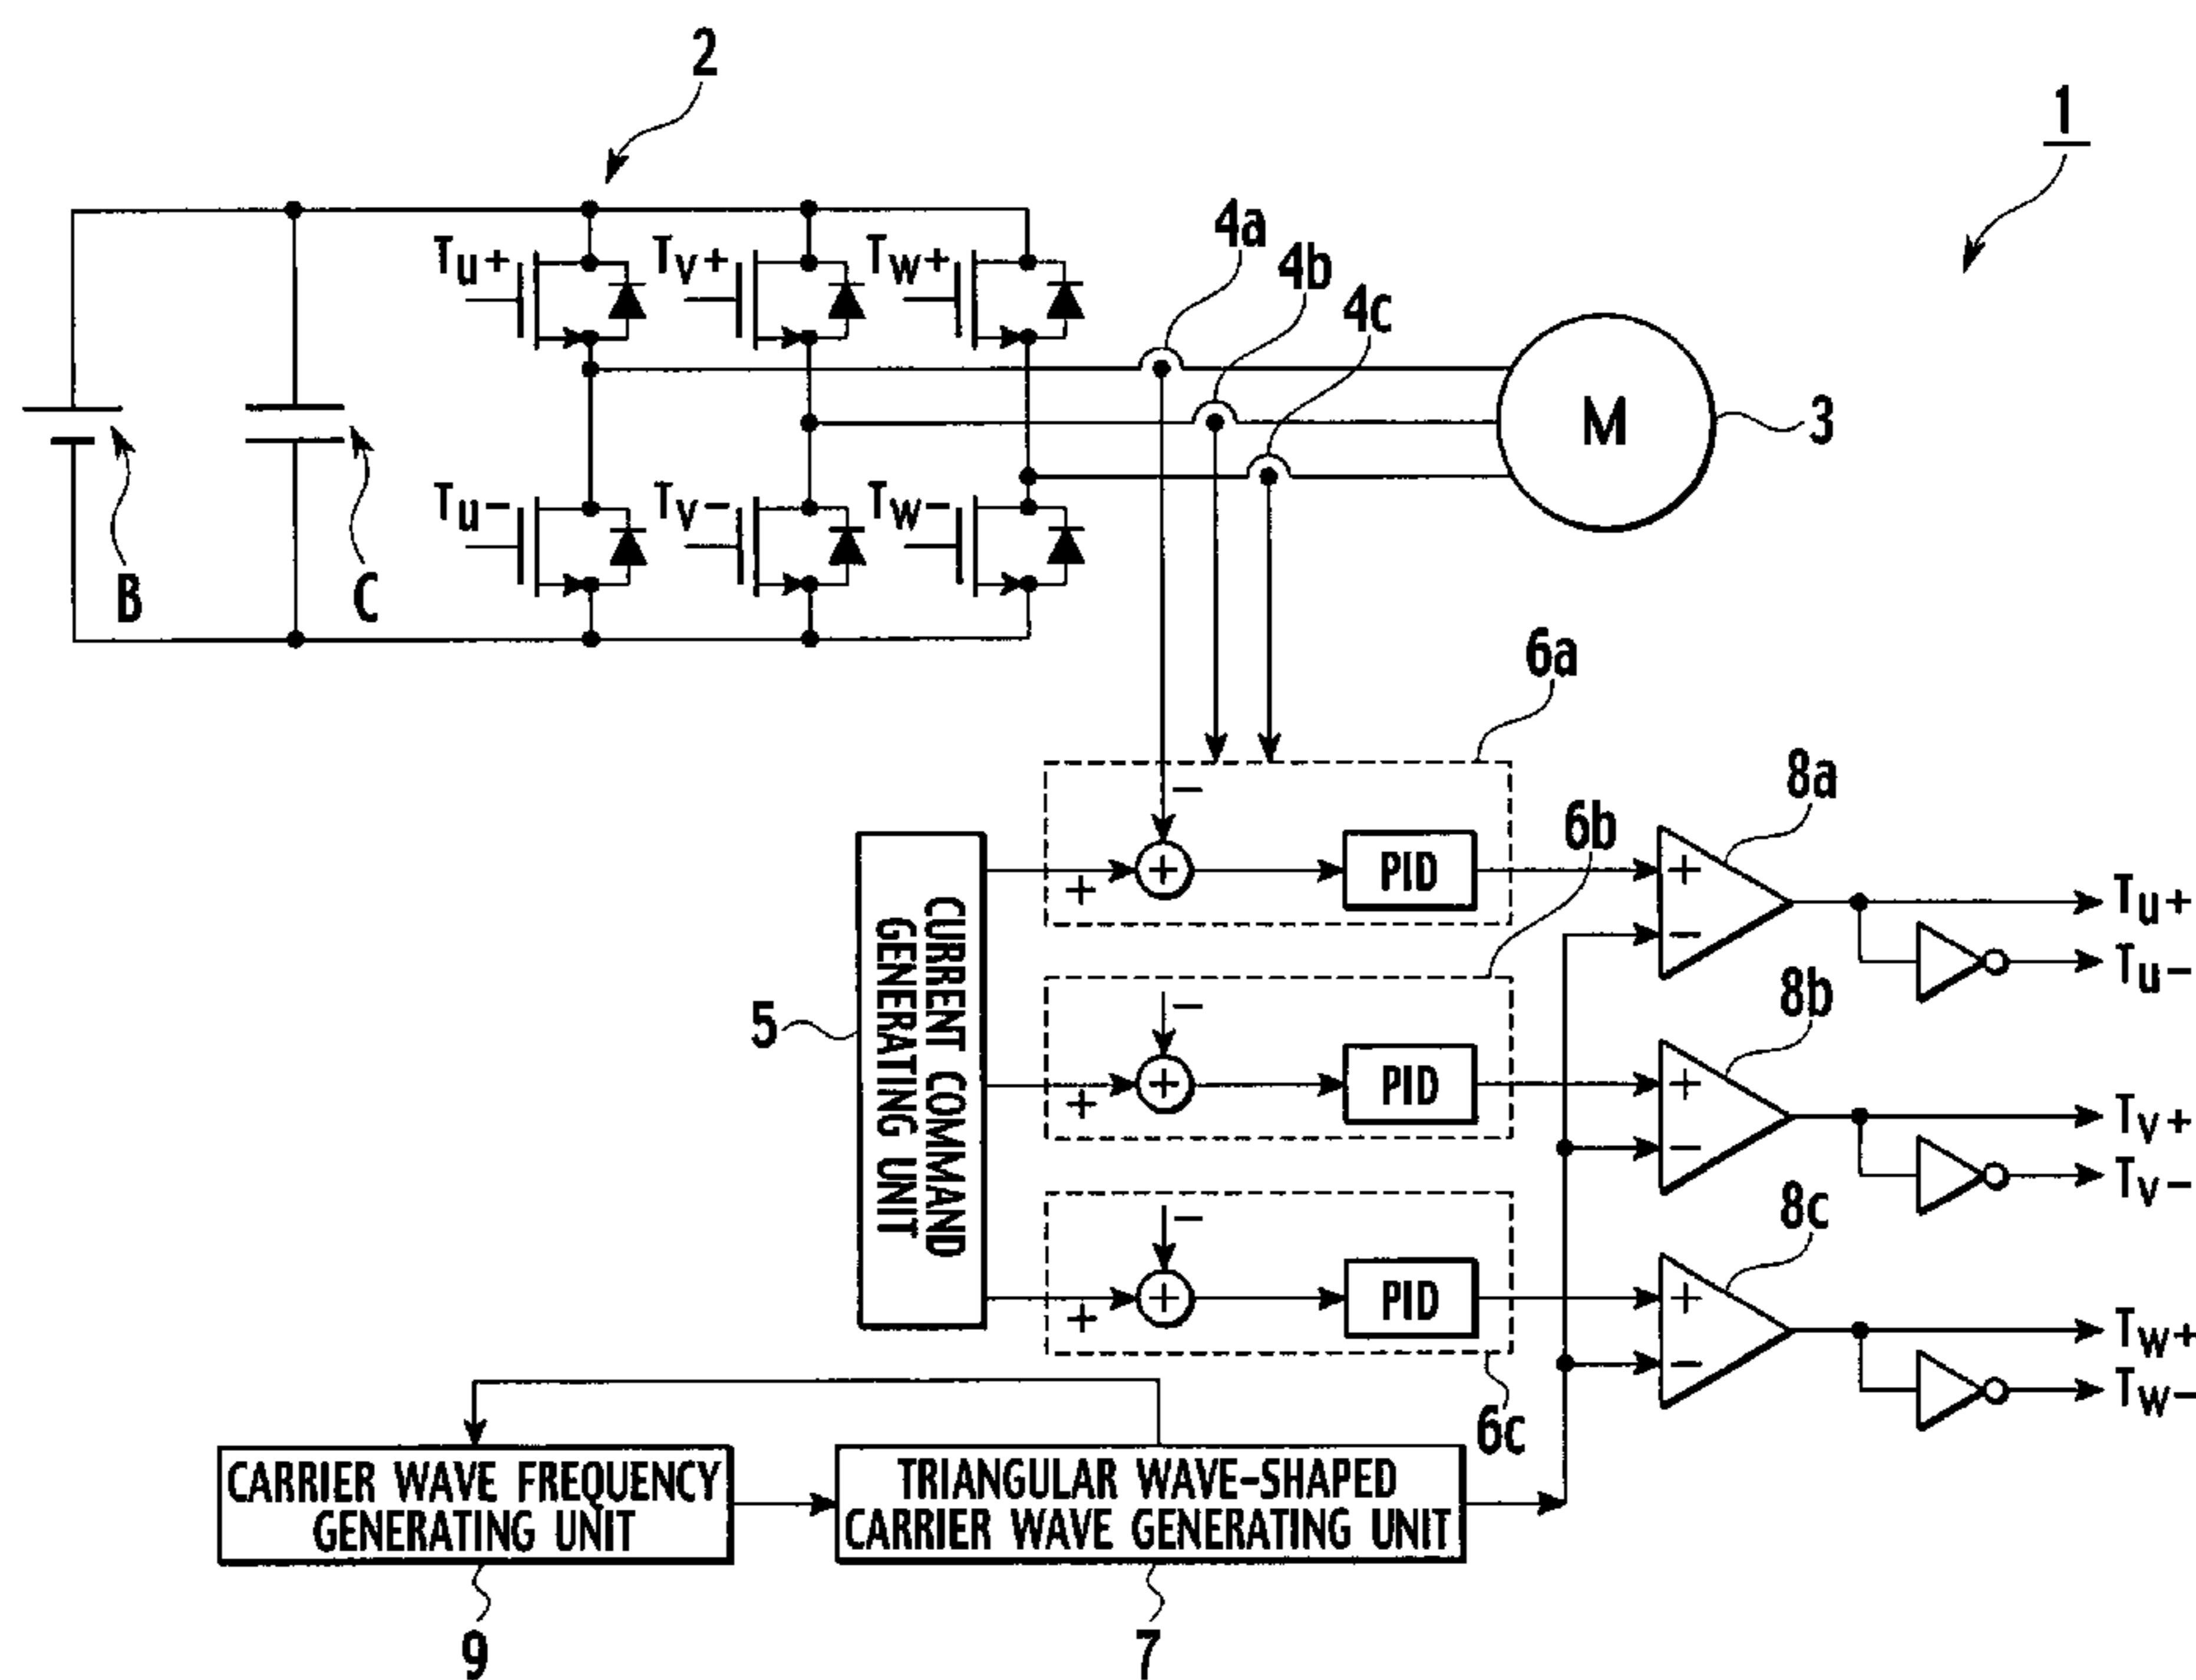 2
1
Tu+
Tv+
Tw+
4a
4b
4c
M
3
Tu−
Tv−
Tw−
B
C
6a
−
8a
6b
+
PID
+
−
Tu+
Tu−
5
CURRENT COMMAND
GENERATING UNIT
+
−
8b
+
PID
+
−
Tv+
Tv−
+
−
8c
+
PID
+
−
Tw+
Tw−
+
6c
CARRIER WAVE FREQUENCY
GENERATING UNIT
TRIANGULAR WAVE-SHAPED
CARRIER WAVE GENERATING UNIT
9
7